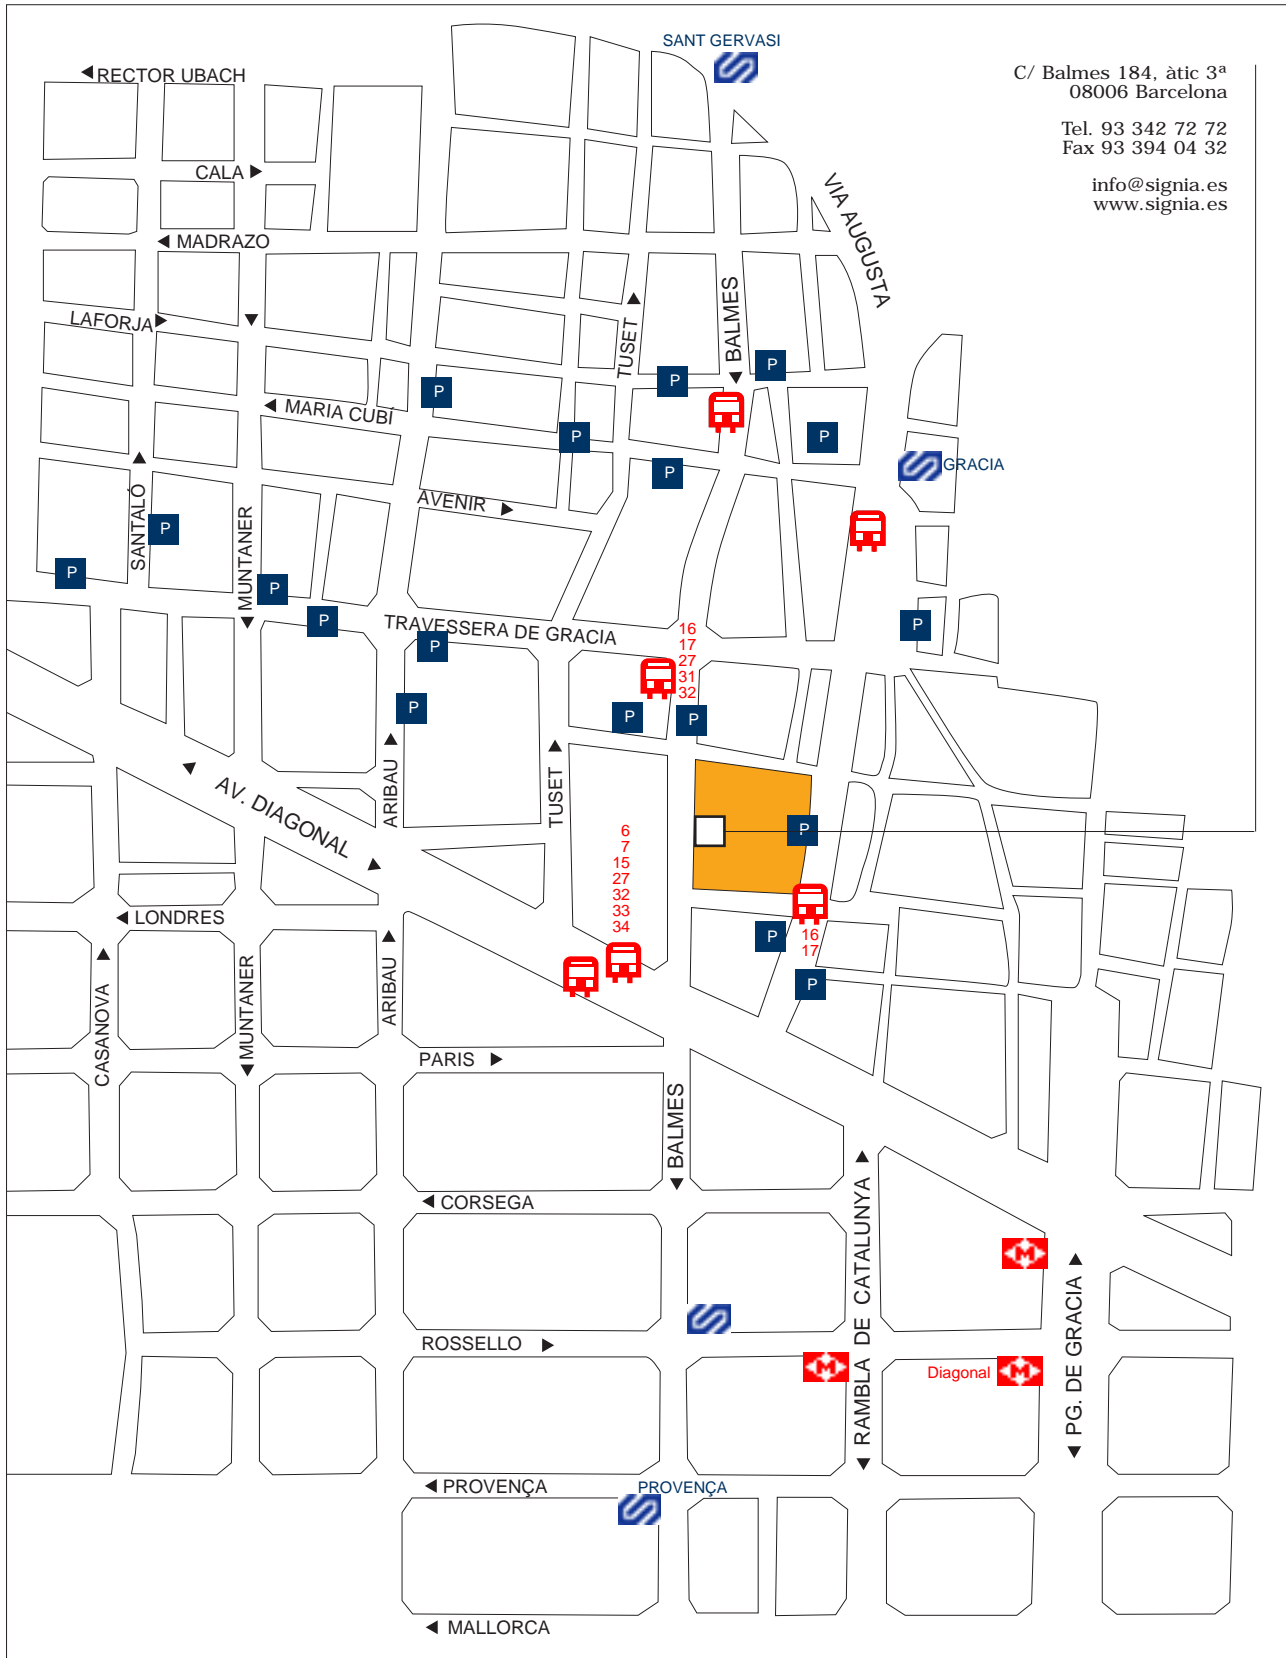 SANT GERVASI
C/ Balmes 184, àtic 3ª
08006 Barcelona
Tel. 93 342 72 72
Fax 93 394 04 32
info@signia.es
www.signia.es
RECTOR UBACH
CALA
VIA AUGUSTA
MADRAZO
LAFORJA
TUSET
BALMES
P
P
P
MARIA CUBÍ
P
P
P
GRACIA
AVENIR
SANTALÓ
P
MUNTANER
P
P
P
TRAVESSERA DE GRACIA
P
P
16
17
27
31
32
P
P
P
ARIBAU
TUSET
AV. DIAGONAL
6
7
15
27
32
33
34
P
LONDRES
16
17
P
P
CASANOVA
MUNTANER
ARIBAU
PARIS
BALMES
CORSEGA
RAMBLA DE CATALUNYA
M
PG. DE GRACIA
ROSSELLO
M
Diagonal
M
PROVENÇA
PROVENÇA
MALLORCA